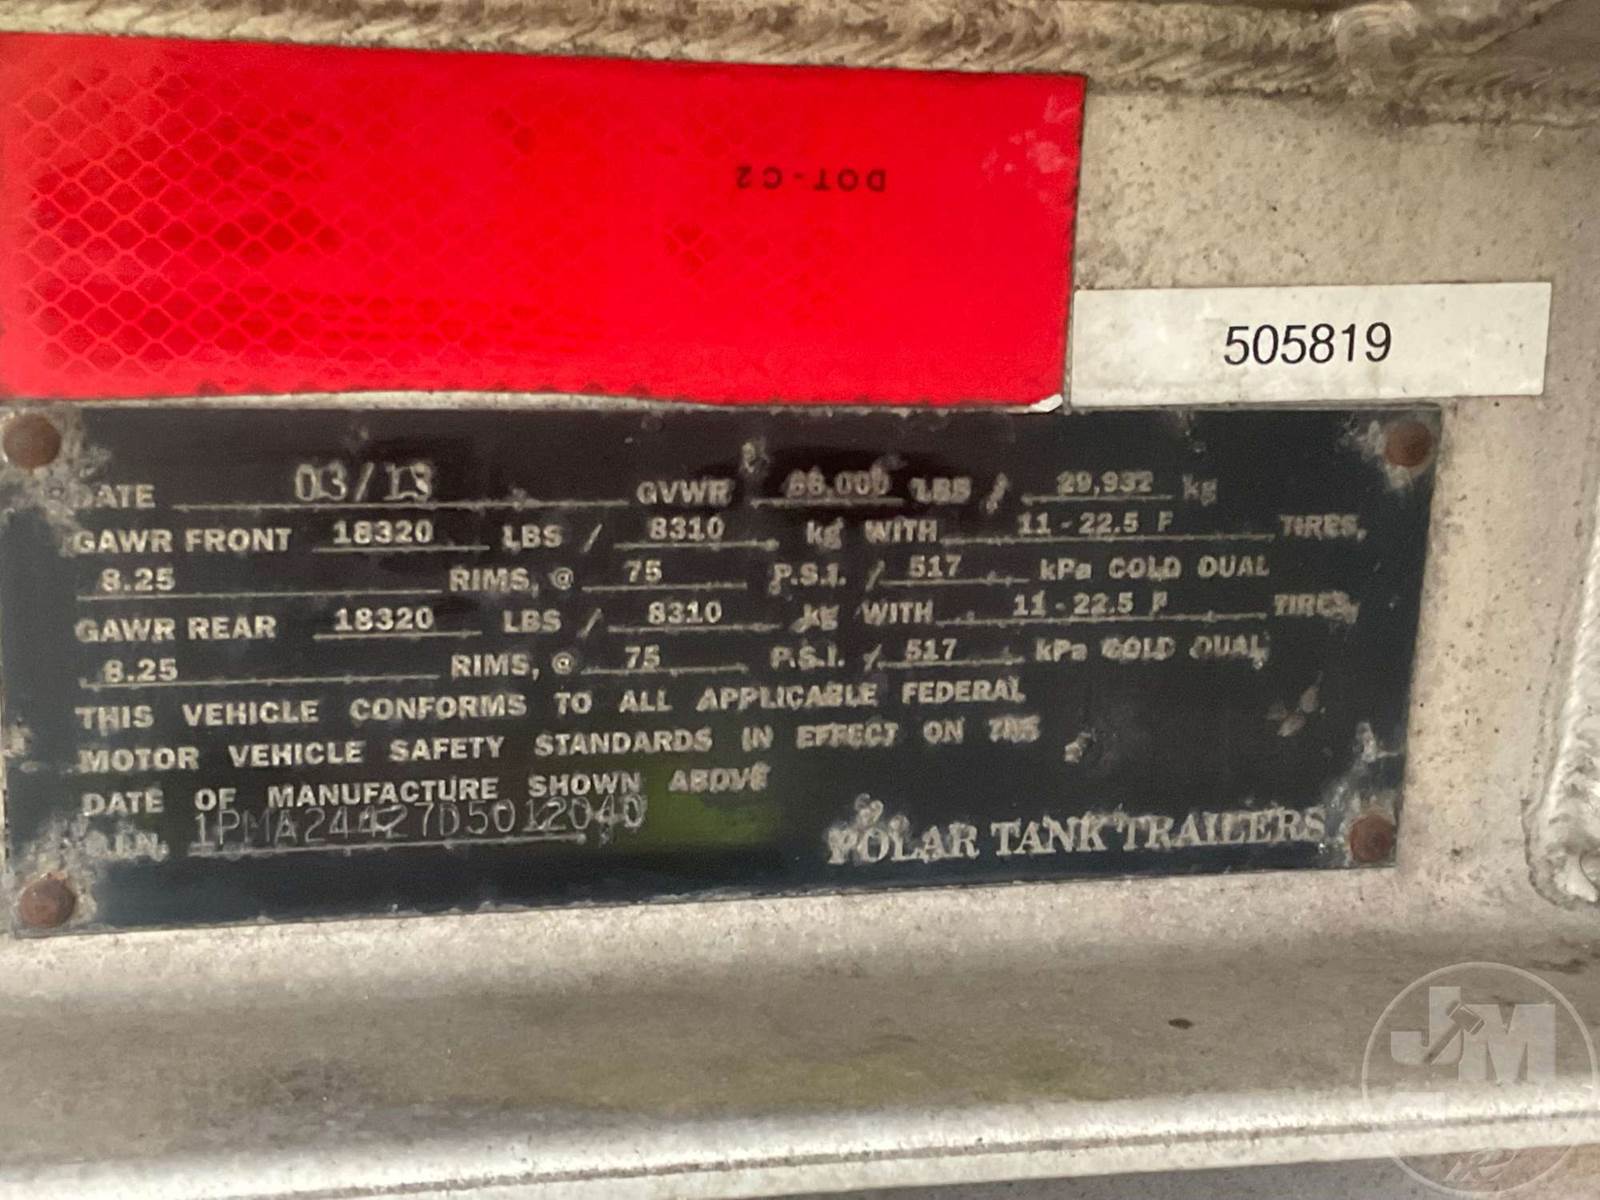 DOT-C2
505819
DATE 03/13 GVWR 66,000 LBS / 29,937 kg
GAWR FRONT 18320 LBS / 8310 kg WITH 11-22.5 F TIRES,
8.25 RIMS, @ 75 P.S.I. / 517 kPa COLD DUAL
GAWR REAR 18320 LBS / 8310 kg WITH 11-22.5 F TIRES,
8.25 RIMS, @ 75 P.S.I. / 517 kPa COLD DUAL
THIS VEHICLE CONFORMS TO ALL APPLICABLE FEDERAL
MOTOR VEHICLE SAFETY STANDARDS IN EFFECT ON THE
DATE OF MANUFACTURE SHOWN ABOVE
V.I.N. 1PMA24427D5012040
POLAR TANK TRAILERS
JM